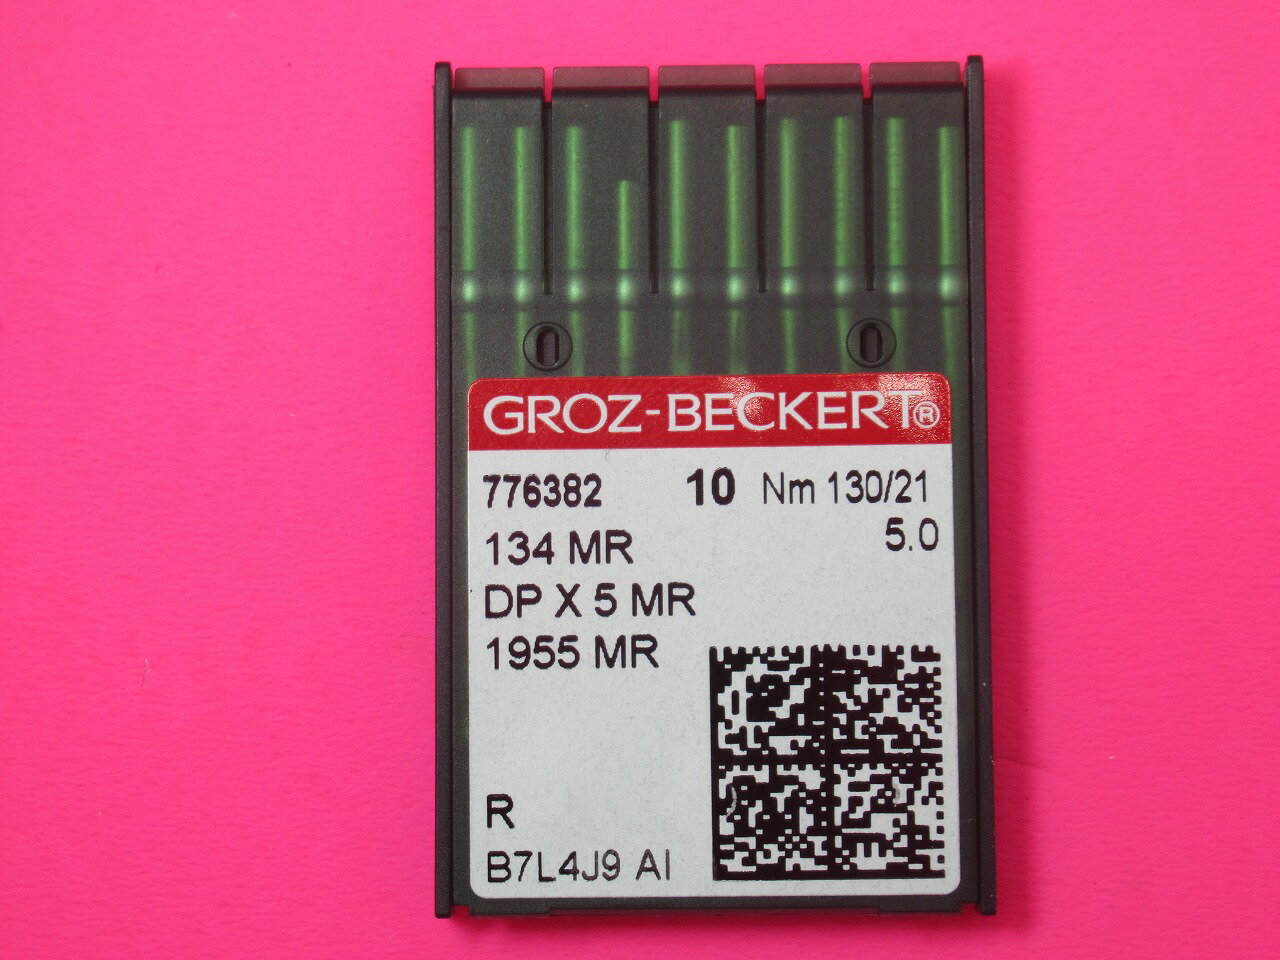 GROZ-BECKERT®
776382 10 Nm 130/21
134 MR 5.0
DP X 5 MR
1955 MR
R
B7L4J9 AI